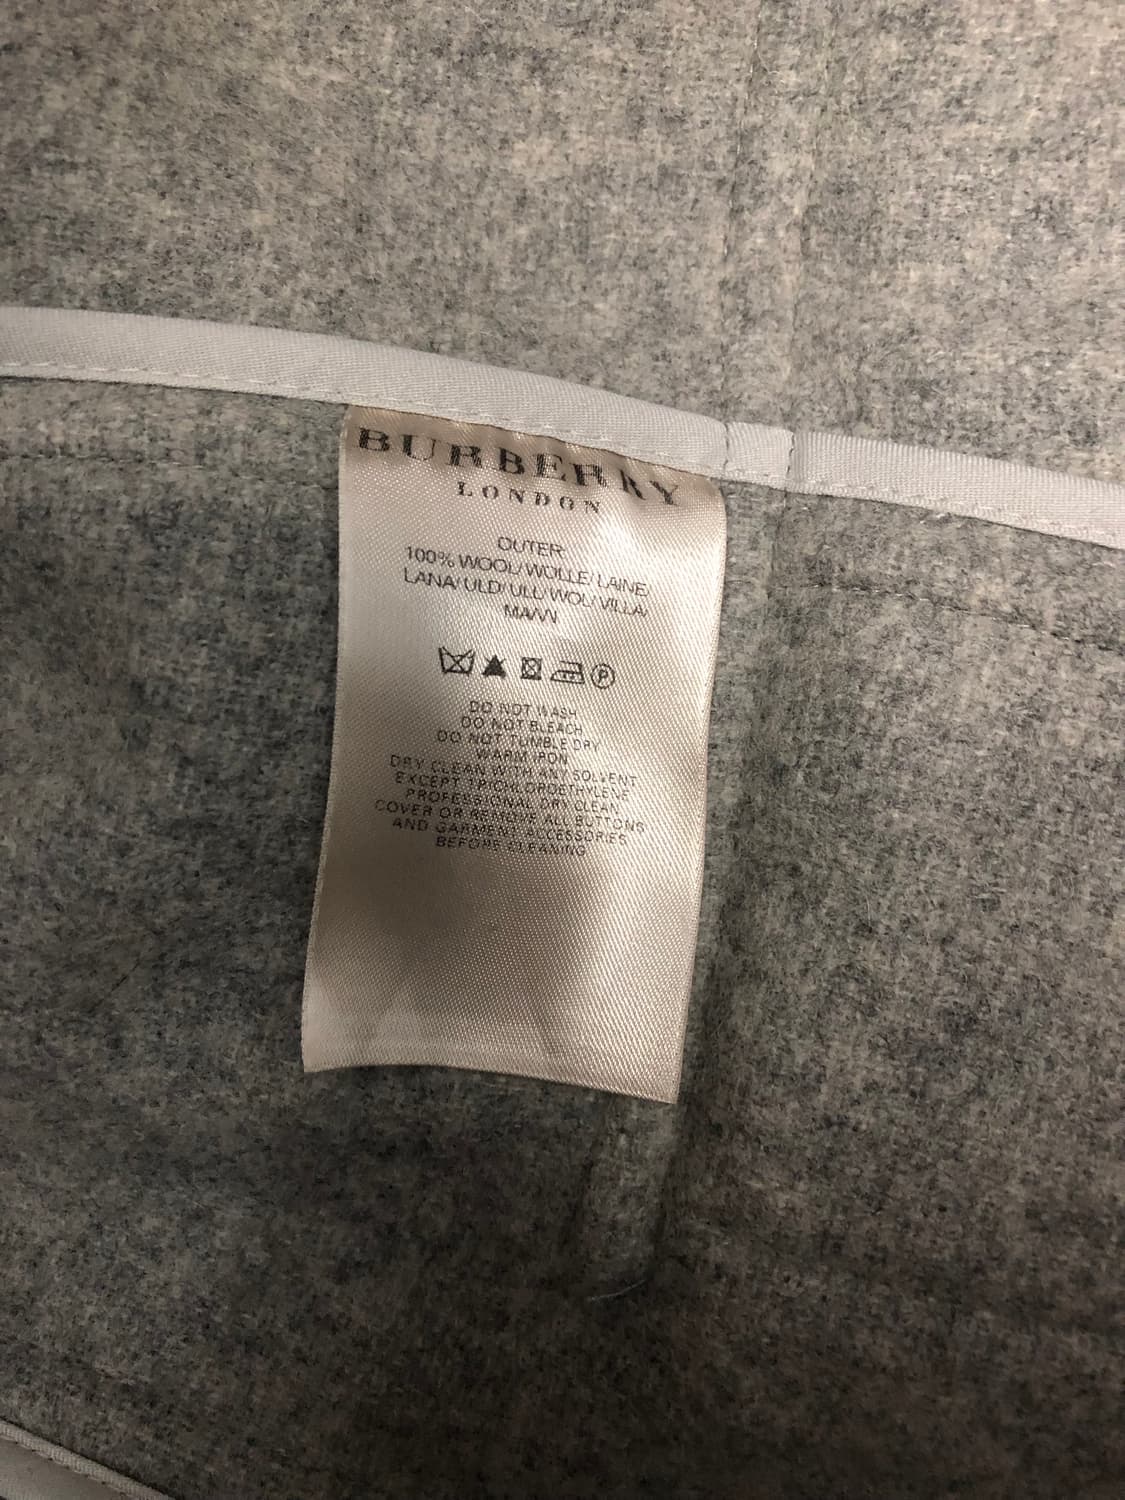 BURBERRY
LONDON
OUTER:
100% WOOL/ WOLLE/ LAINE/
LANA/ ULD/ ULL/ WOL/ VILLA/
MAVVN
P
DO NOT WASH
DO NOT BLEACH
DO NOT TUMBLE DRY
WARM IRON
DRY CLEAN WITH ANY SOLVENT
EXCEPT TRICHLOROETHYLENE
PROFESSIONAL DRY CLEAN
COVER OR REMOVE ALL BUTTONS
AND GARMENT ACCESSORIES
BEFORE CLEANING